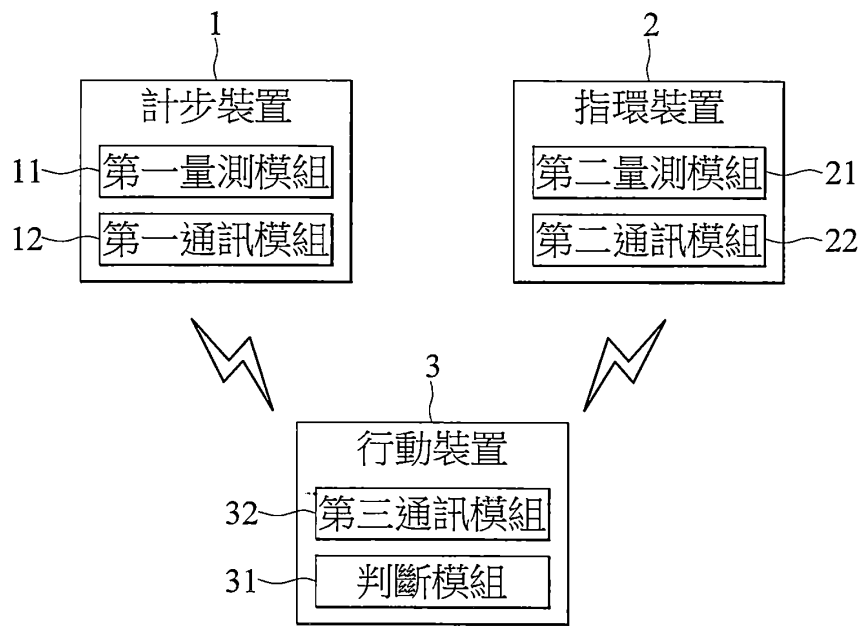 1
計步裝置
11
第一量測模組
12
第一通訊模組
2
指環裝置
第二量測模組
21
第二通訊模組
22
3
行動裝置
32
第三通訊模組
31
判斷模組